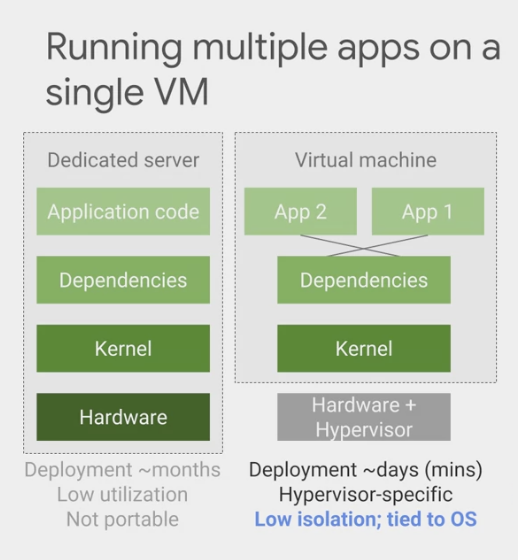 Running multiple apps on a
single VM
Dedicated server
Application code
Dependencies
Kernel
Hardware
Deployment ~months
Low utilization
Not portable
Virtual machine
App 2
App 1
Dependencies
Kernel
Hardware +
Hypervisor
Deployment ~days (mins)
Hypervisor-specific
Low isolation; tied to OS